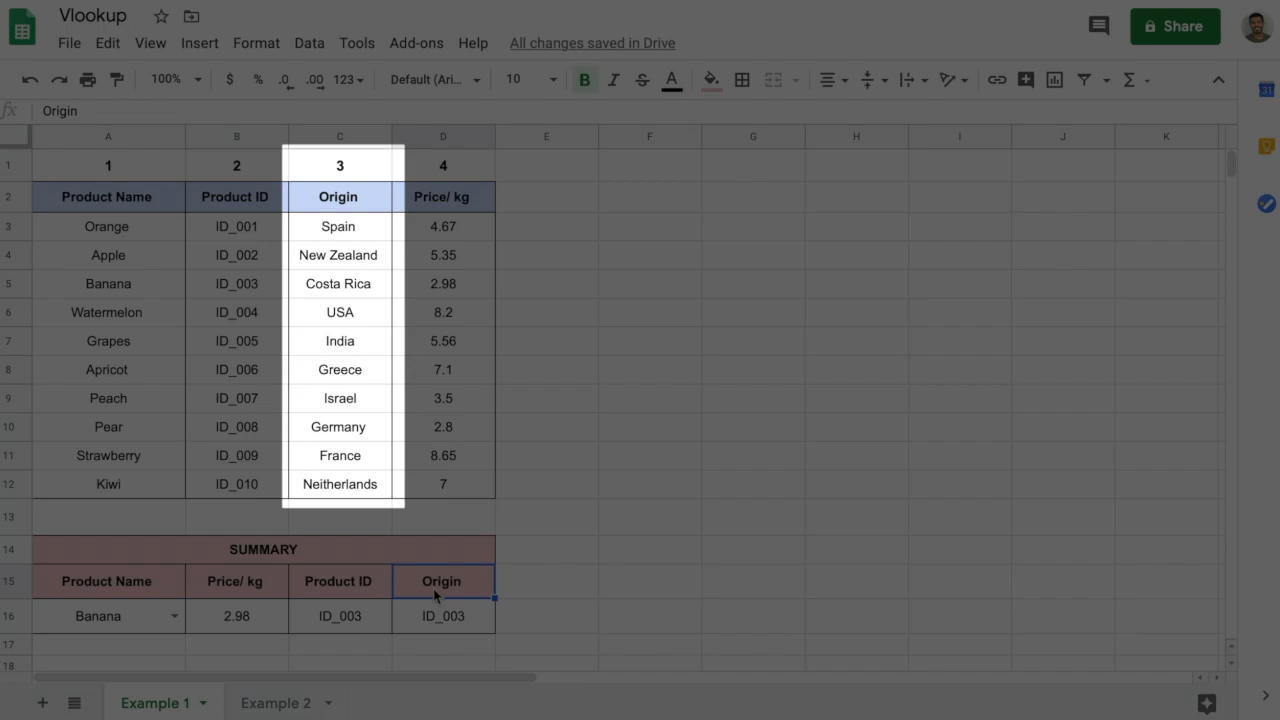 Vlookup
File Edit View Insert Format Data Tools Add-ons Help All changes saved in Drive
Share
100% $ % .0 .00 123 Default (Ari... 10 B I S A
fx Origin
A B C D E F G H I J K
1 1 2 3 4
2 Product Name Product ID Origin Price/ kg
3 Orange ID_001 Spain 4.67
4 Apple ID_002 New Zealand 5.35
5 Banana ID_003 Costa Rica 2.98
6 Watermelon ID_004 USA 8.2
7 Grapes ID_005 India 5.56
8 Apricot ID_006 Greece 7.1
9 Peach ID_007 Israel 3.5
10 Pear ID_008 Germany 2.8
11 Strawberry ID_009 France 8.65
12 Kiwi ID_010 Neitherlands 7
13
14 SUMMARY
15 Product Name Price/ kg Product ID Origin
16 Banana 2.98 ID_003 ID_003
17
18
Example 1 Example 2
31